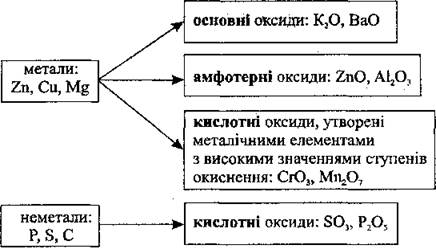 основні оксиди: K₂O, BaO
метали:
Zn, Cu, Mg
амфотерні оксиди: ZnO, Al₂O₃
кислотні оксиди, утворені
металічними елементами
з високими значеннями ступенів
окиснення: CrO₃, Mn₂O₇
неметали:
P, S, C
кислотні оксиди: SO₃, P₂O₅